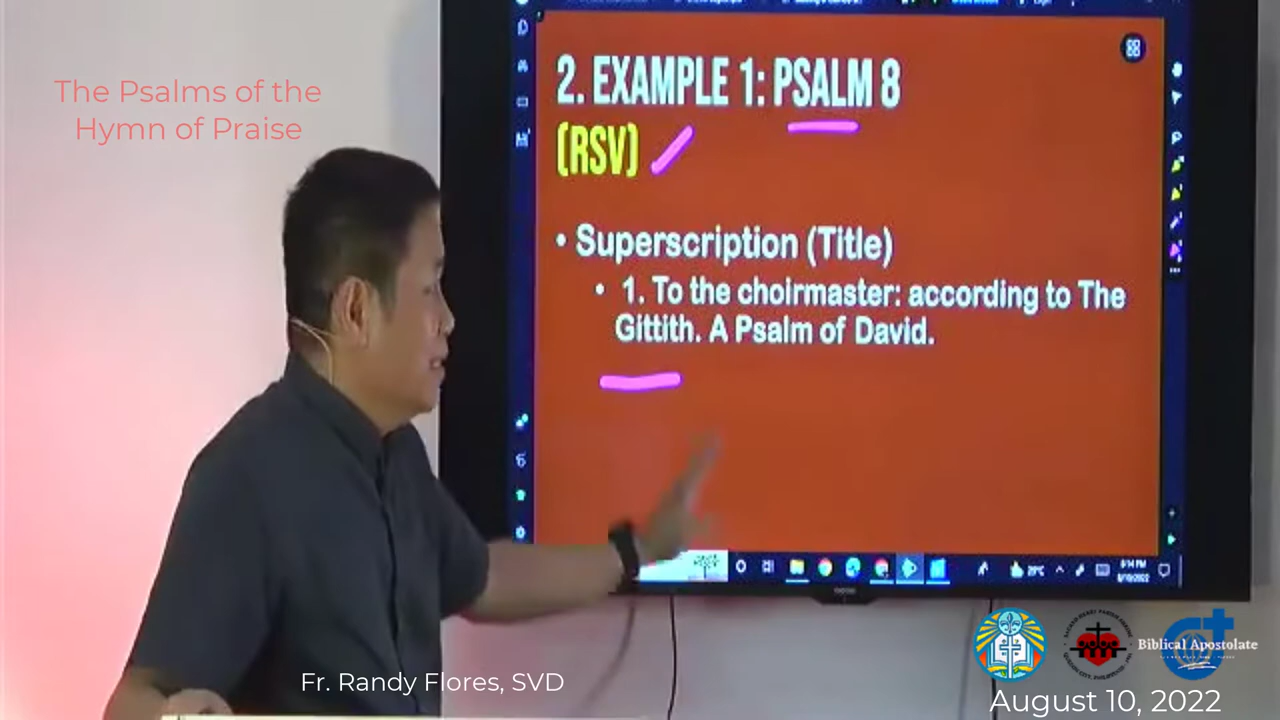 The Psalms of the
Hymn of Praise
2. EXAMPLE 1: PSALM 8
(RSV)
• Superscription (Title)
• 1. To the choirmaster: according to The
Gittith. A Psalm of David.
Biblical Apostolate
Fr. Randy Flores, SVD
August 10, 2022